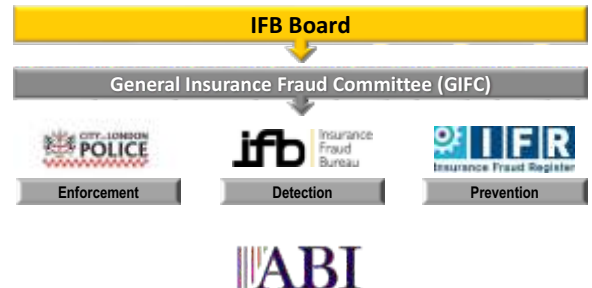 IFB Board
General Insurance Fraud Committee (GIFC)
CITY OF LONDON
POLICE
ifb
Insurance
Fraud
Bureau
IFR
Insurance Fraud Register
Enforcement
Detection
Prevention
ABI